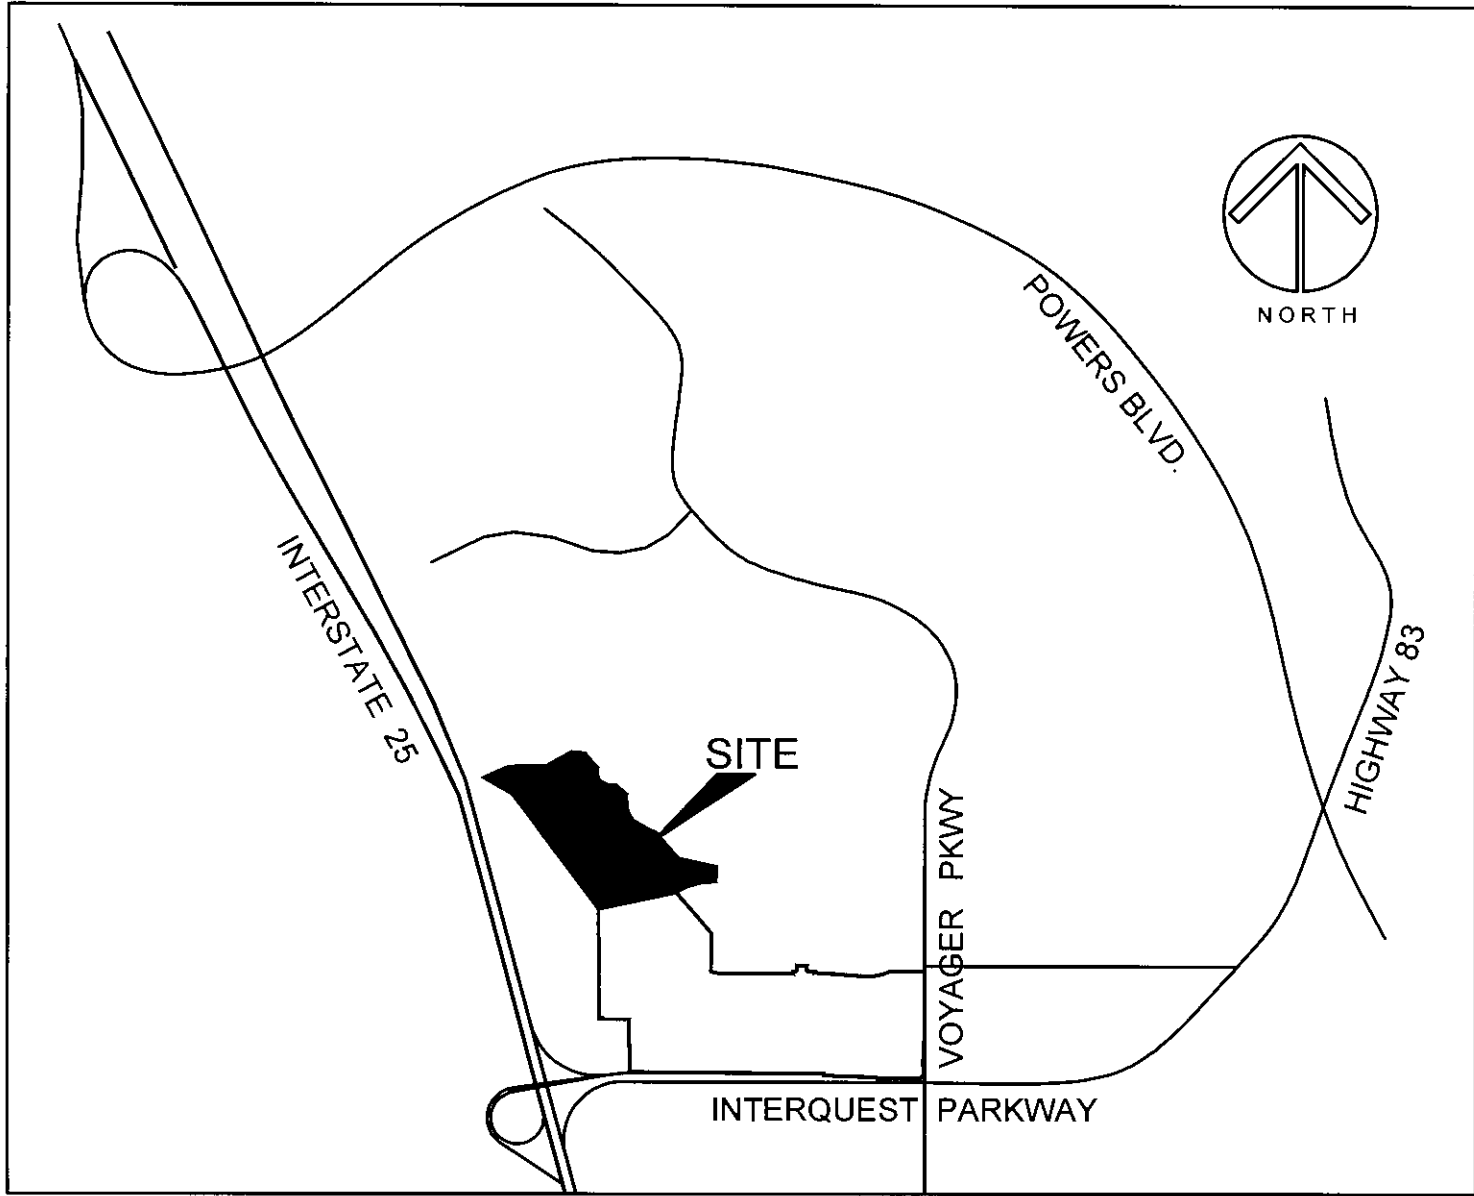 NORTH
POWERS BLVD.
INTERSTATE 25
HIGHWAY 83
SITE
VOYAGER PKWY
INTERQUEST PARKWAY